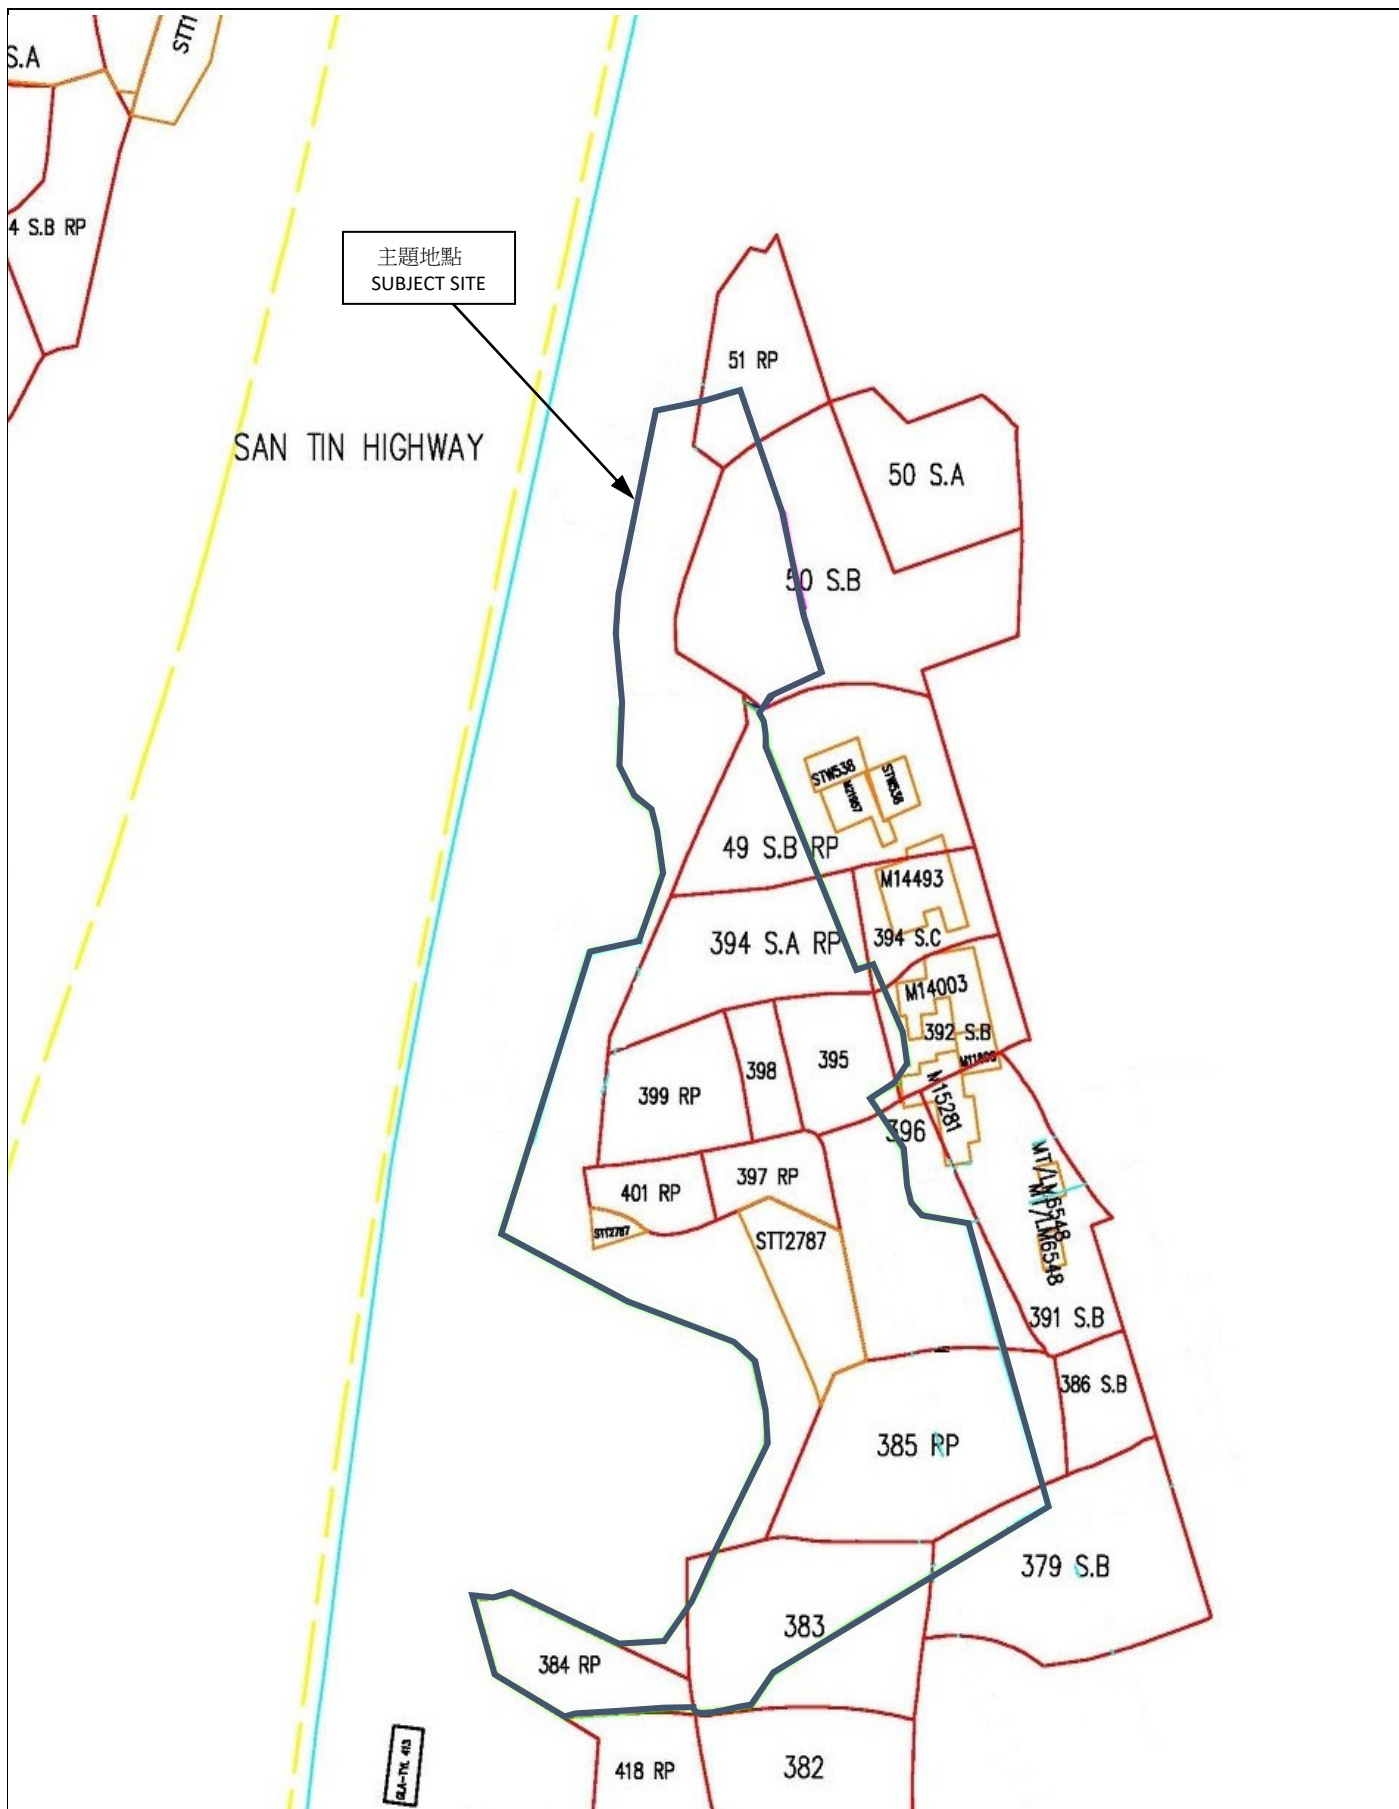 STT1
S.A
4 S.B RP
主題地點
SUBJECT SITE
51 RP
SAN TIN HIGHWAY
50 S.A
50 S.B
STW538
STW538
49 S.B RP
M14493
394 S.A RP
394 S.C
M14003
392 S.B
395
398
399 RP
M15281
396
397 RP
401 RP
STT2787
STT2787
MT/LM6548
MT/LM6548
391 S.B
386 S.B
385 RP
379 S.B
383
384 RP
418 RP
382